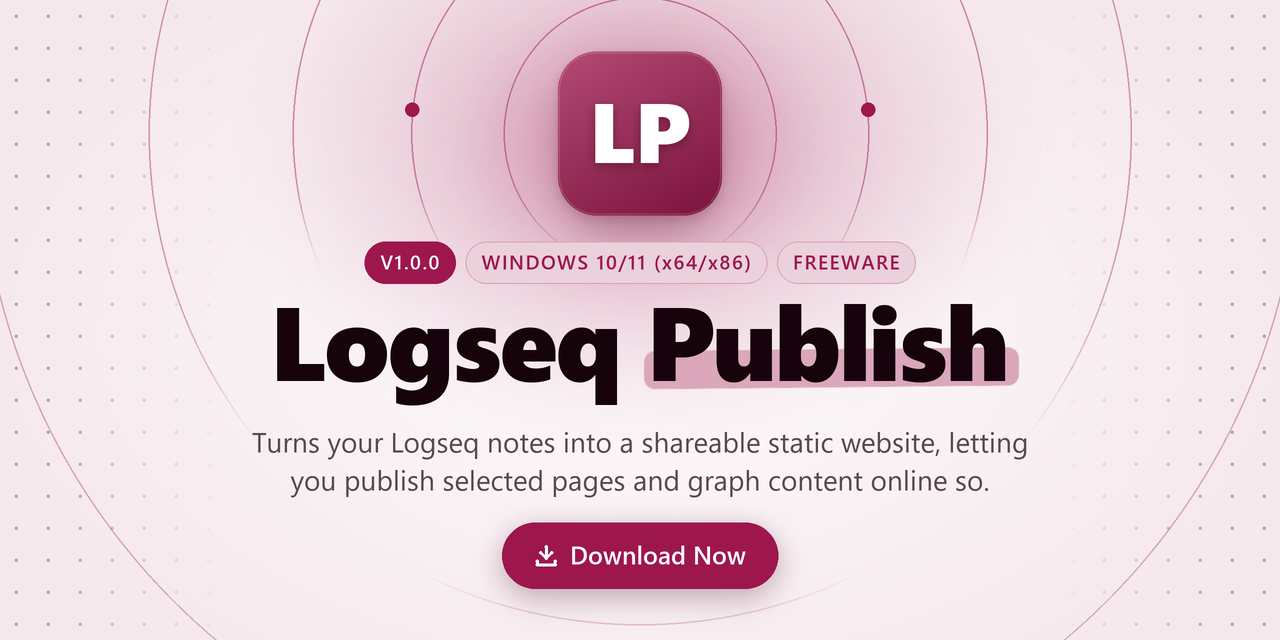 LP
V1.0.0
WINDOWS 10/11 (x64/x86)
FREEWARE
Logseq Publish
Turns your Logseq notes into a shareable static website, letting
you publish selected pages and graph content online so.
Download Now